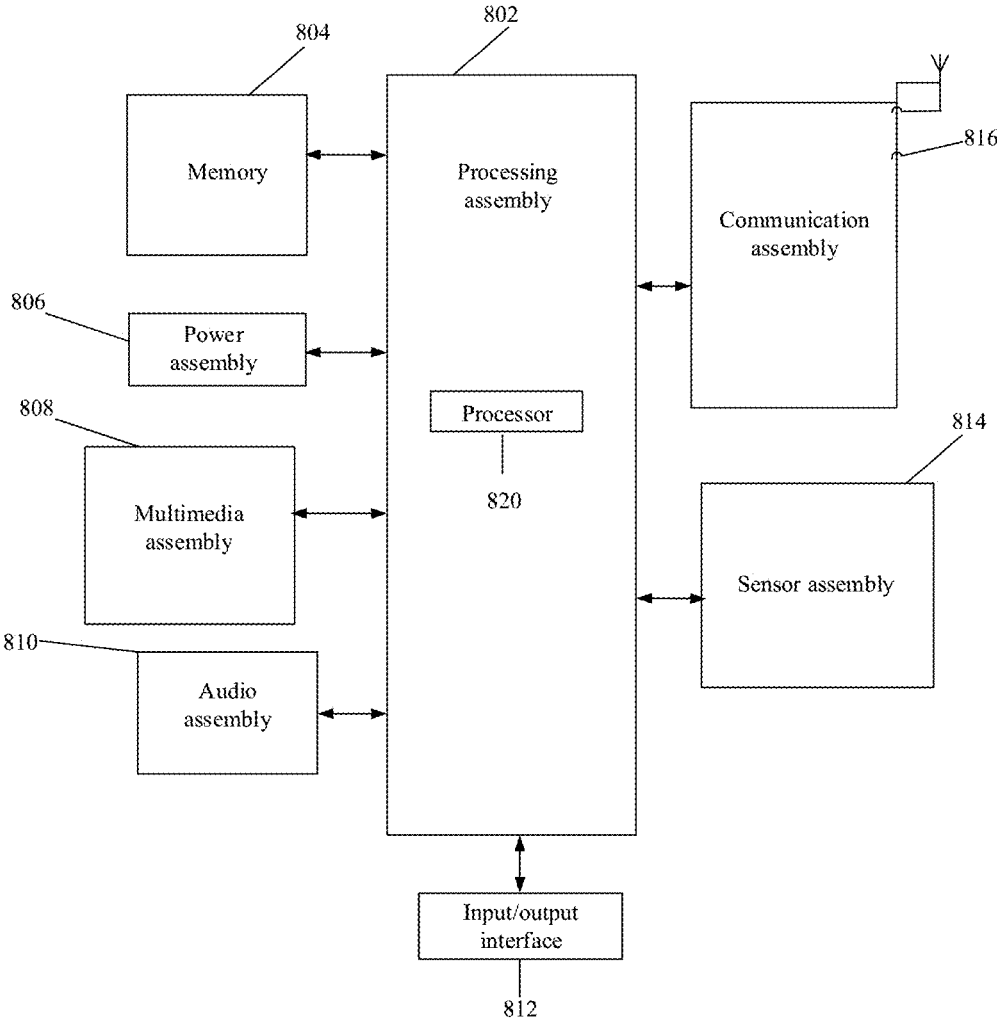 802
804
Memory
Processing
assembly
816
Communication
assembly
806
Power
assembly
808
Processor
820
814
Multimedia
assembly
Sensor assembly
810
Audio
assembly
Input/output
interface
812